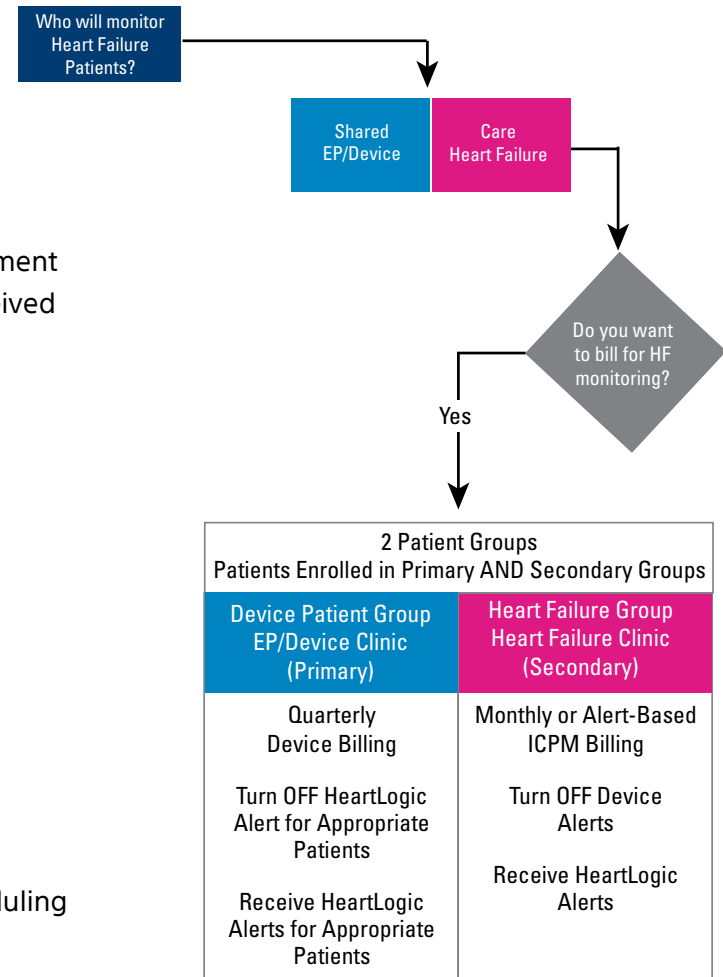 Who will monitor
Heart Failure
Patients?
Shared
EP/Device
Care
Heart Failure
ment
ived
Do you want
to bill for HF
monitoring?
Yes
2 Patient Groups
Patients Enrolled in Primary AND Secondary Groups
Device Patient Group
EP/Device Clinic
(Primary)
Heart Failure Group
Heart Failure Clinic
(Secondary)
Quarterly
Device Billing
Turn OFF HeartLogic
Alert for Appropriate
Patients
Receive HeartLogic
Alerts for Appropriate
Patients
Monthly or Alert-Based
ICPM Billing
Turn OFF Device
Alerts
Receive HeartLogic
Alerts
duling